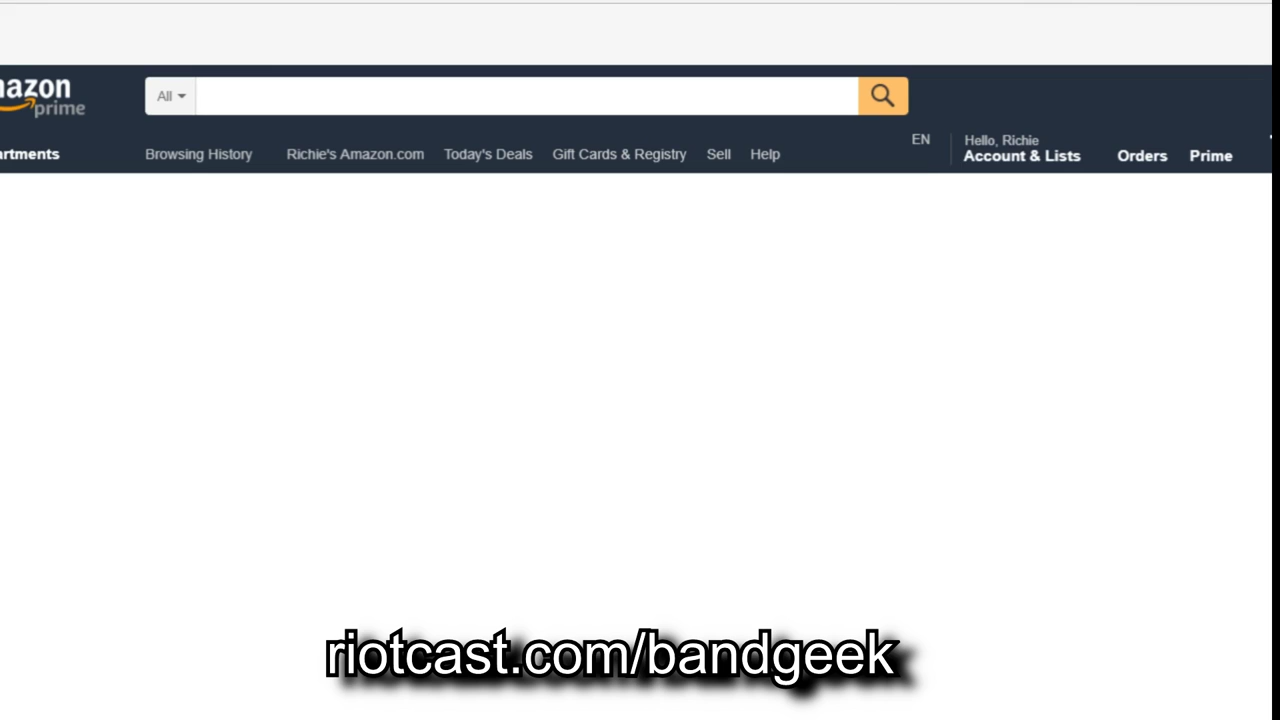 mazon
prime
All
EN
Hello, Richie
artments
Browsing History
Richie's Amazon.com
Today's Deals
Gift Cards & Registry
Sell
Help
Account & Lists
Orders
Prime
riotcast.com/bandgeek